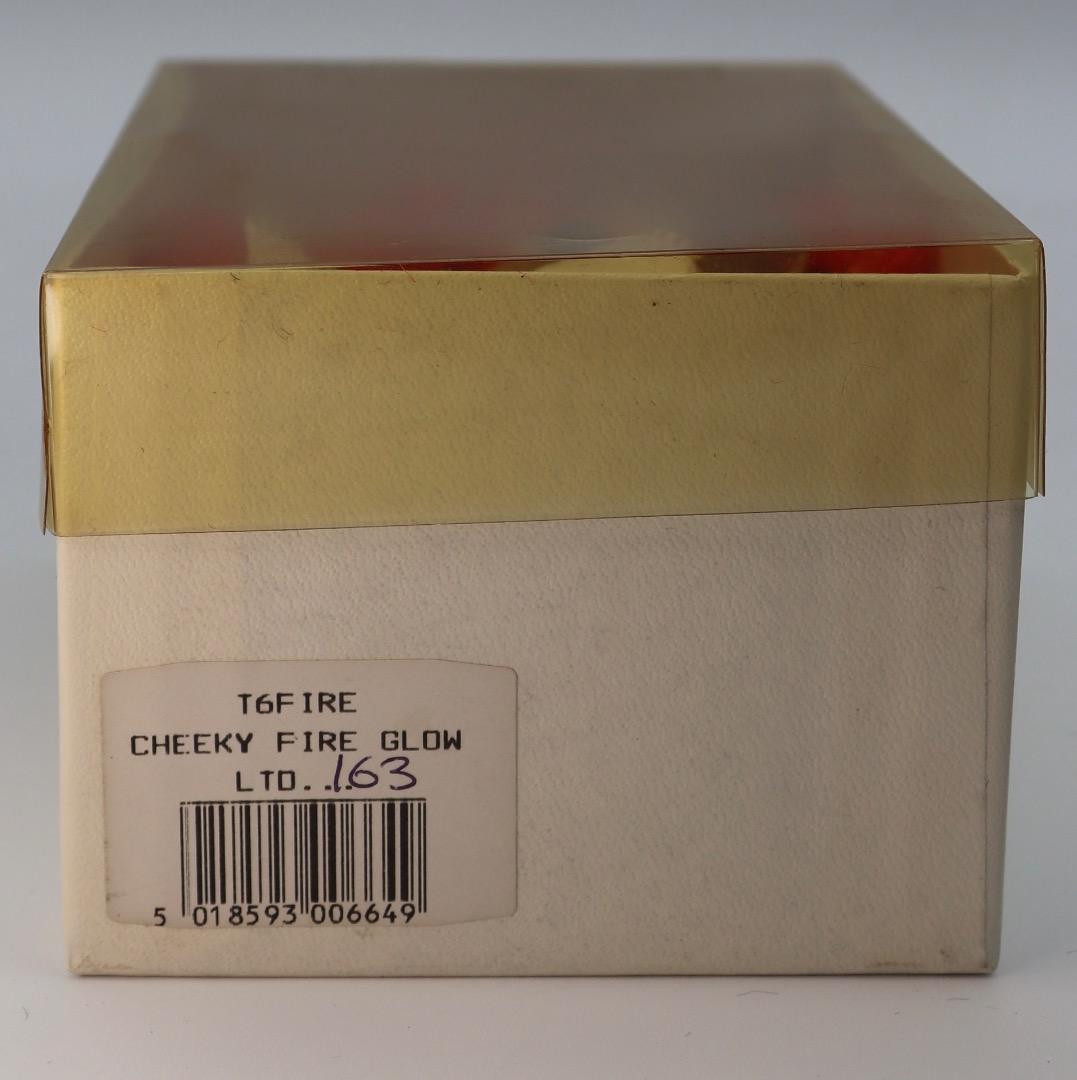 T6FIRE
CHEEKY FIRE GLOW
LTD...163
5 018593 006649